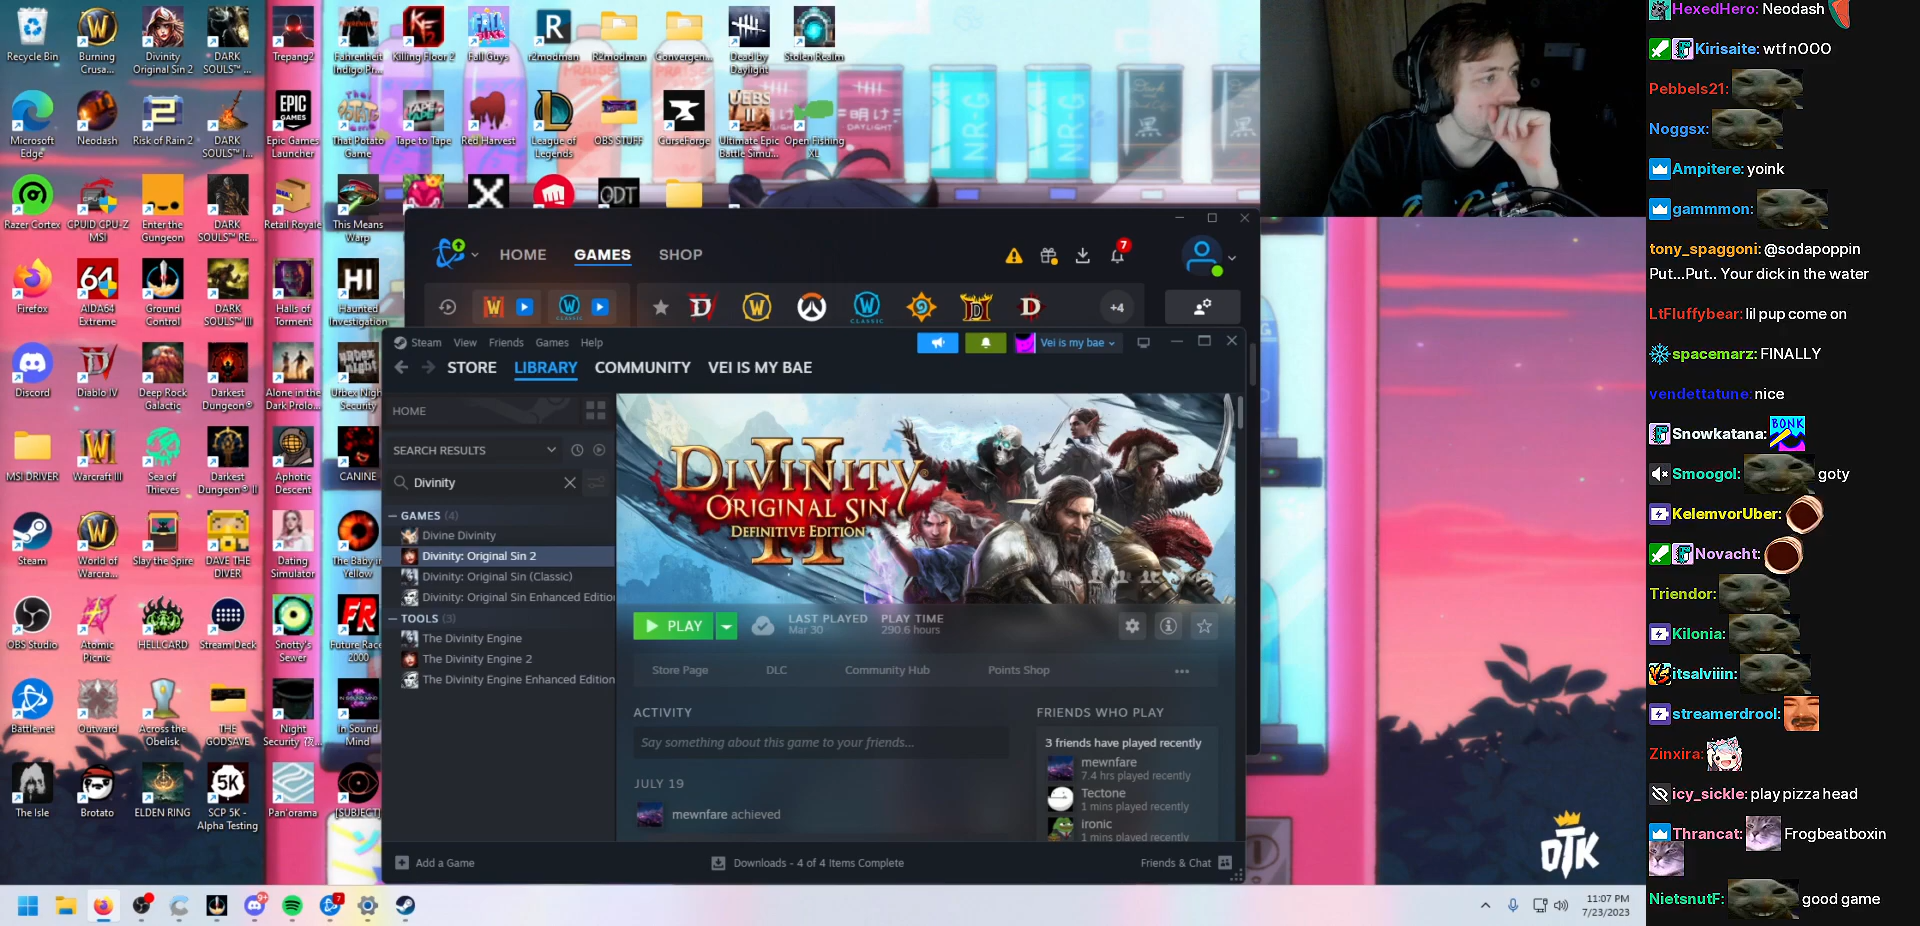 Recycle Bin
Burning Crusa...
Divinity Original Sin 2
DARK SOULS™ ...
Trepang2
Fahrenheit Indigo Pr...
Killing Floor 2
Fall Guys
r2modman
R2modman
Convergen...
Dead by Daylight
Stolen Realm
Microsoft Edge
Neodash
Risk of Rain 2
DARK SOULS™ I...
Epic Games Launcher
That Potato Game
Tape to Tape
Red Harvest
League of Legends
OBS STUFF
CurseForge
Ultimate Epic Battle Simu...
Open Fishing XL
Razer Cortex
CPUID CPU-Z MSI
Enter the Gungeon
DARK SOULS™ RE...
Retail Royale
This Means Warp
Firefox
AIDA64 Extreme
Ground Control
DARK SOULS™ III
Halls of Torment
Haunted Investigation
Discord
Diablo IV
Deep Rock Galactic
Darkest Dungeon®
Alone in the Dark Prolo...
Urbex Nigh Security
MSI DRIVER
Warcraft III
Sea of Thieves
Darkest Dungeon® II
Aphotic Descent
CANINE
Steam
World of Warcra...
Slay the Spire
DAVE THE DIVER
Dating Simulator
The Baby in Yellow
OBS Studio
Atomic Picnic
HELLCARD
Stream Deck
Snotty's Sewer
Future Race 2000
Battle.net
Outward
Across the Obelisk
THE GODSAVE
Night Security 夜...
In Sound Mind
The Isle
Brotato
ELDEN RING
SCP 5K - Alpha Testing
Pan'orama
[SUBJECT]
HOME GAMES SHOP
7
+4
Steam View Friends Games Help
Vei is my bae
STORE LIBRARY COMMUNITY VEI IS MY BAE
HOME
SEARCH RESULTS
Divinity
GAMES (4)
Divine Divinity
Divinity: Original Sin 2
Divinity: Original Sin (Classic)
Divinity: Original Sin Enhanced Editio
TOOLS (3)
The Divinity Engine
The Divinity Engine 2
The Divinity Engine Enhanced Edition
DIVINITY
II
ORIGINAL SIN
DEFINITIVE EDITION
PLAY
LAST PLAYED
Mar 30
PLAY TIME
290.6 hours
Store Page DLC Community Hub Points Shop
ACTIVITY
Say something about this game to your friends...
JULY 19
mewnfare achieved
FRIENDS WHO PLAY
3 friends have played recently
mewnfare
7.4 hrs played recently
Tectone
1 mins played recently
ironic
1 mins played recently
Add a Game
Downloads - 4 of 4 Items Complete
Friends & Chat
OTK
11:07 PM
7/23/2023
HexedHero: Neodash
Kirisaite: wtf nOOO
Pebbels21:
Noggsx:
Ampitere: yoink
gammmon:
tony_spaggoni: @sodapoppin
Put...Put.. Your dick in the water
LtFluffybear: lil pup come on
spacemarz: FINALLY
vendettatune: nice
Snowkatana: BONK
Smoogol: goty
KelemvorUber:
Novacht:
Triendor:
Kilonia:
itsalviiin:
streamerdrool:
Zinxira:
icy_sickle: play pizza head
Thrancat: Frogbeatboxin
NietsnutF: good game